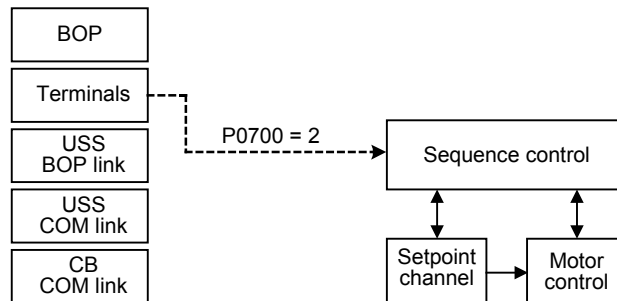 BOP
Terminals
USS
BOP link
USS
COM link
CB
COM link
P0700 = 2
Sequence control
Setpoint
channel
Motor
control